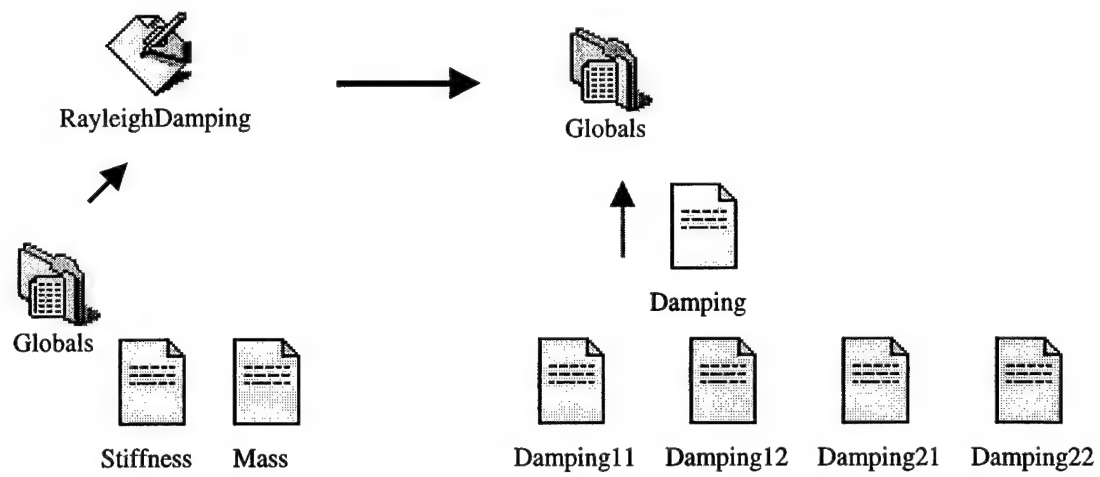 RayleighDamping
Globals
Damping
Globals
Stiffness Mass
Damping11 Damping12 Damping21 Damping22